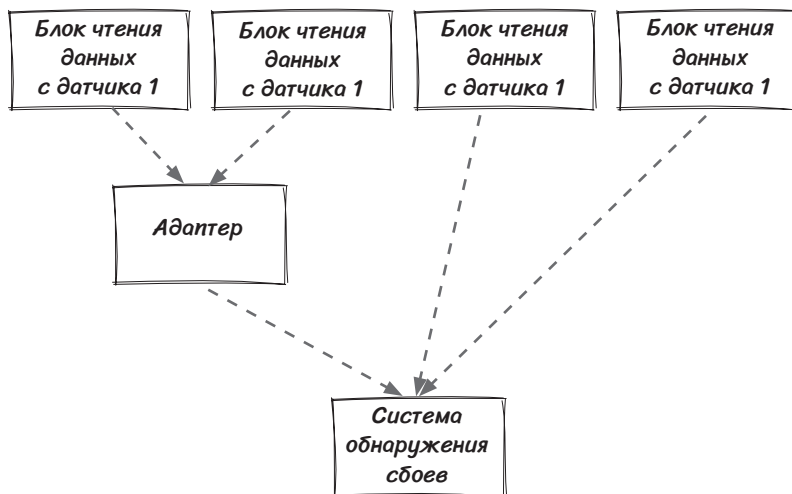 Блок чтения
данных
с датчика 1
Блок чтения
данных
с датчика 1
Блок чтения
данных
с датчика 1
Блок чтения
данных
с датчика 1
Адаптер
Система
обнаружения
сбоев